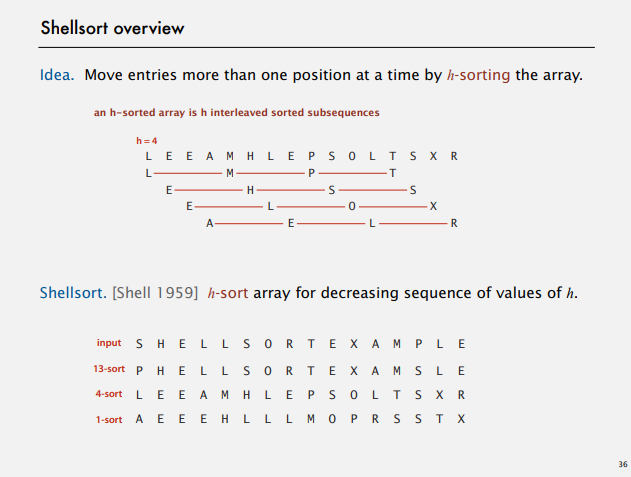 Shellsort overview
Idea. Move entries more than one position at a time by h-sorting the array.
an h-sorted array is h interleaved sorted subsequences
h = 4
L E E A M H L E P S O L T S X R
L M P T
E H S S
E L O X
A E L R
Shellsort. [Shell 1959] h-sort array for decreasing sequence of values of h.
input S H E L L S O R T E X A M P L E
13-sort P H E L L S O R T E X A M S L E
4-sort L E E A M H L E P S O L T S X R
1-sort A E E E H L L L M O P R S S T X
36